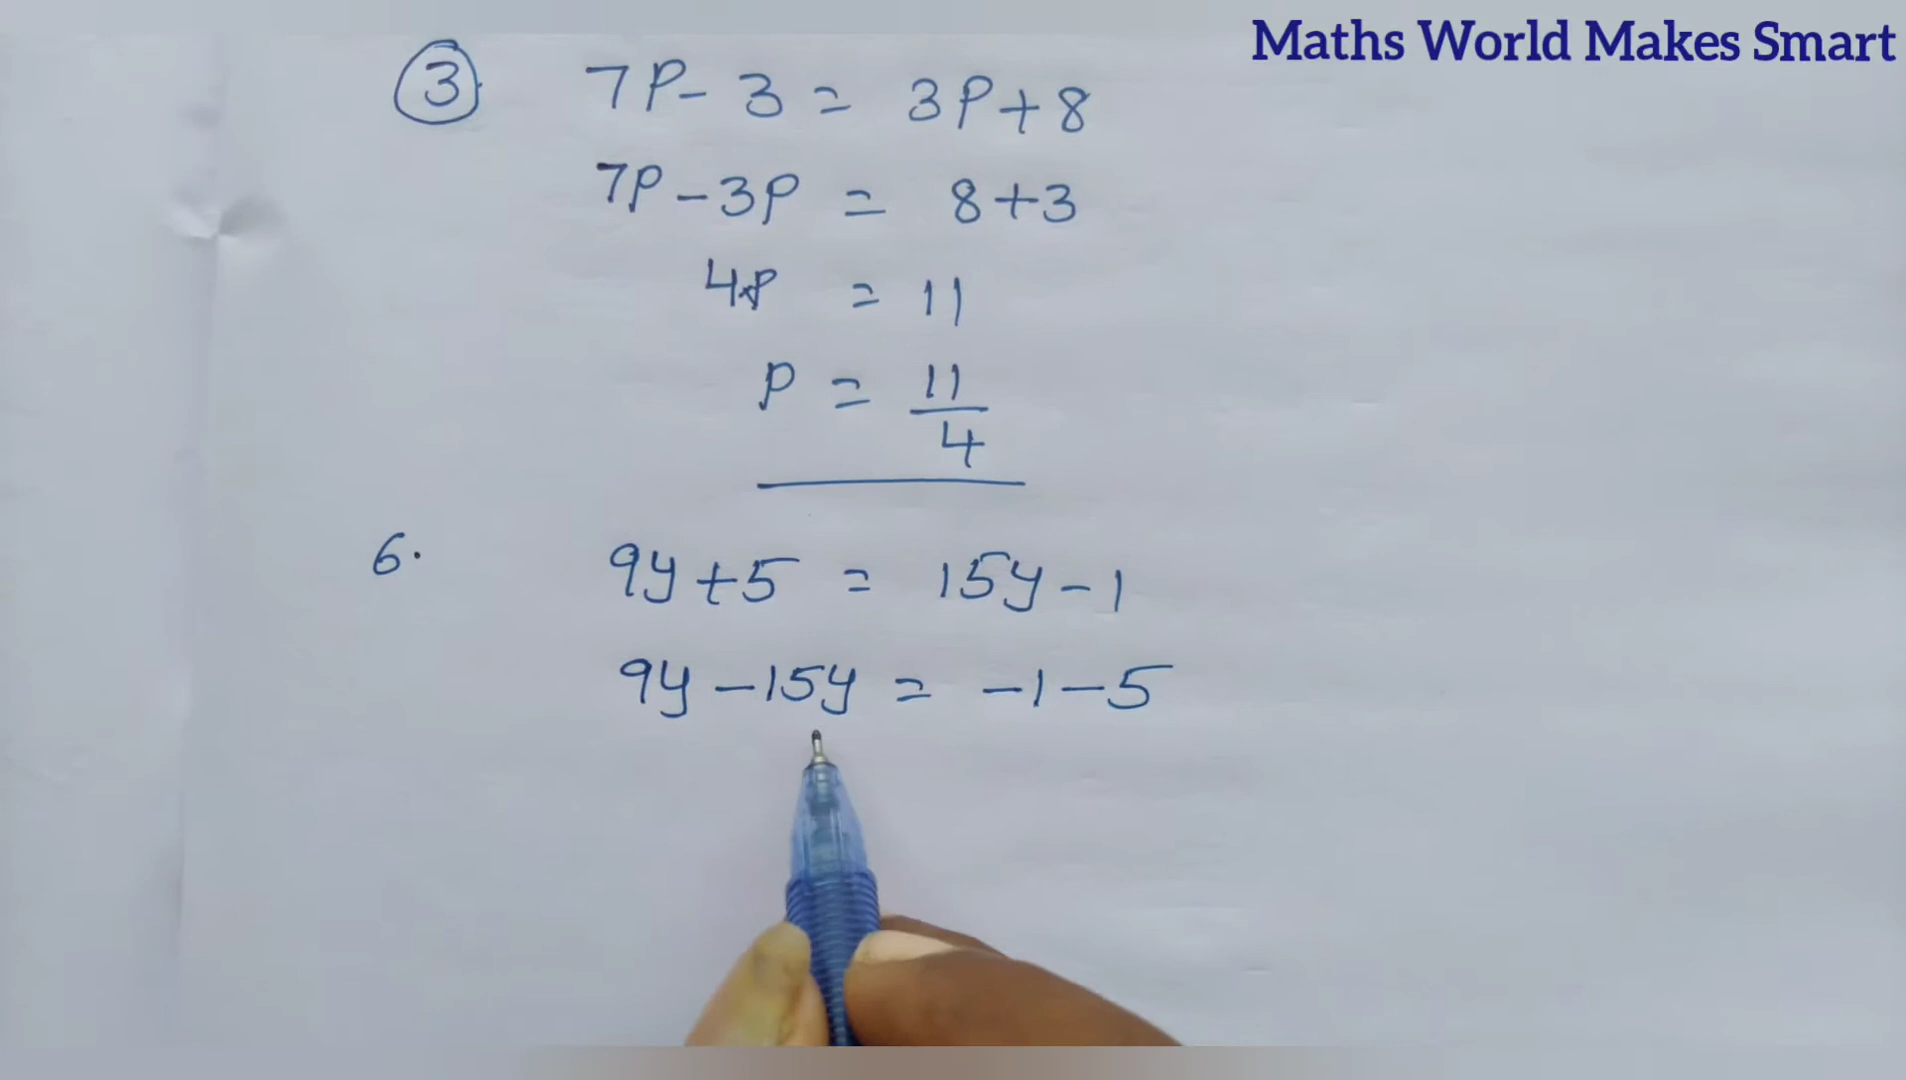 Maths World Makes Smart
3 7P - 3 = 3P + 8
7P - 3P = 8 + 3
4P = 11
P = 11/4
6. 9y + 5 = 15y - 1
9y - 15y = -1 - 5